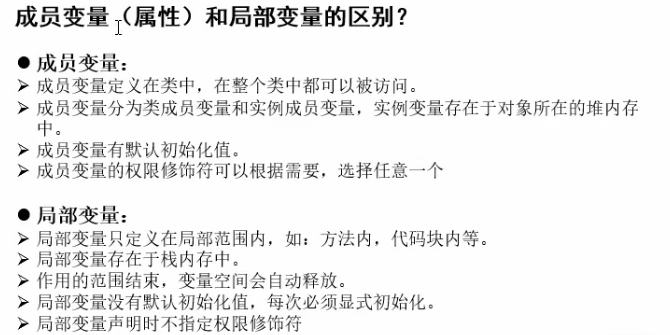 成员变量（属性）和局部变量的区别？
● 成员变量：
➢ 成员变量定义在类中，在整个类中都可以被访问。
➢ 成员变量分为类成员变量和实例成员变量，实例变量存在于对象所在的堆内存
中。
➢ 成员变量有默认初始化值。
➢ 成员变量的权限修饰符可以根据需要，选择任意一个
● 局部变量：
➢ 局部变量只定义在局部范围内，如：方法内，代码块内等。
➢ 局部变量存在于栈内存中。
➢ 作用的范围结束，变量空间会自动释放。
➢ 局部变量没有默认初始化值，每次必须显式初始化。
➢ 局部变量声明时不指定权限修饰符